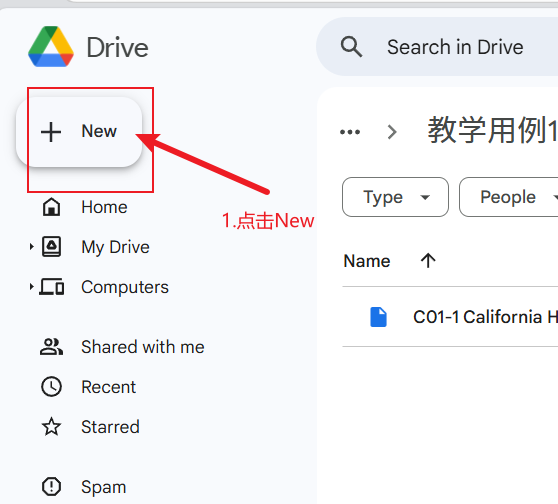 Drive
Search in Drive
New
教学用例1
1.点击New
Type
People
Home
My Drive
Computers
Name
C01-1 California H
Shared with me
Recent
Starred
Spam